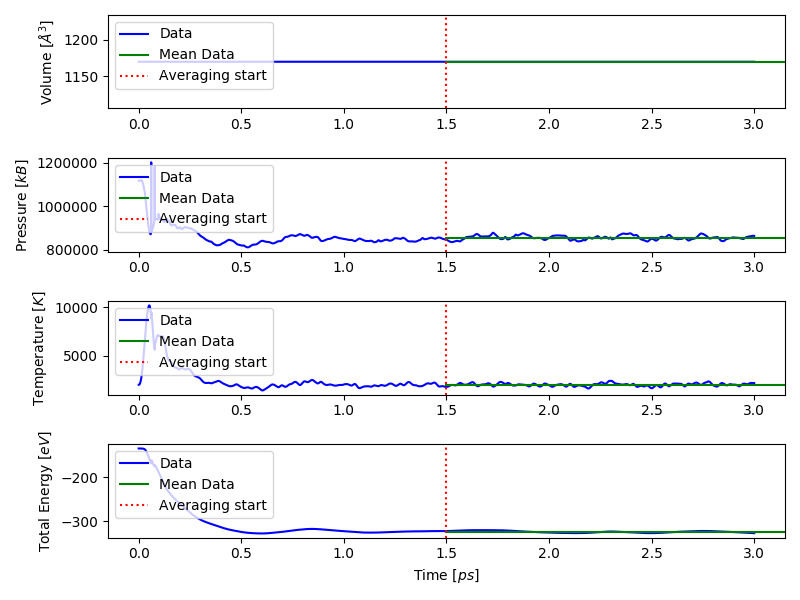 Volume [Å³]
1200
1150
Data
Mean Data
Averaging start
0.0 0.5 1.0 1.5 2.0 2.5 3.0
Pressure [kB]
1200000
1000000
800000
Data
Mean Data
Averaging start
0.0 0.5 1.0 1.5 2.0 2.5 3.0
Temperature [K]
10000
5000
Data
Mean Data
Averaging start
0.0 0.5 1.0 1.5 2.0 2.5 3.0
Total Energy [eV]
−200
−300
Data
Mean Data
Averaging start
0.0 0.5 1.0 1.5 2.0 2.5 3.0
Time [ps]